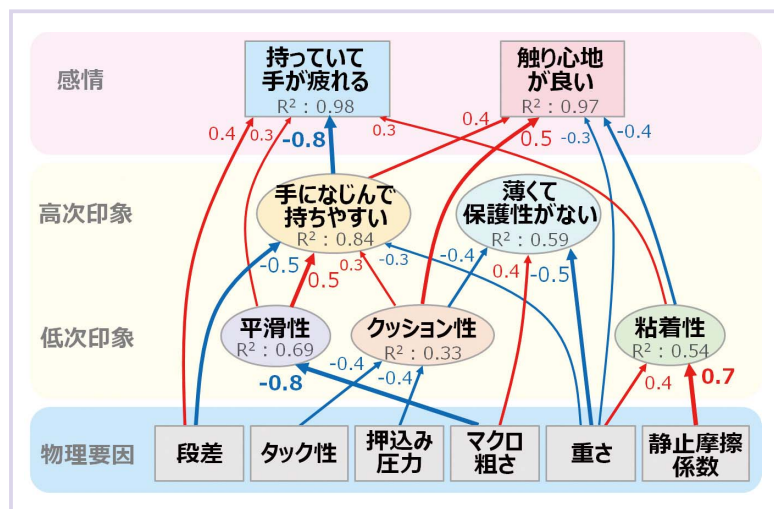 感情
持っていて
手が疲れる
R²：0.98
触り心地
が良い
R²：0.97
0.4
0.3
-0.8
0.4
0.5
0.3
-0.3
-0.4
高次印象
手になじんで
持ちやすい
R²：0.84
薄くて
保護性がない
R²：0.59
-0.5
0.5
0.3
-0.3
-0.4
0.4
-0.5
低次印象
平滑性
R²：0.69
クッション性
R²：0.33
粘着性
R²：0.54
-0.8
-0.4
-0.4
0.4
0.7
物理要因
段差
タック性
押込み
圧力
マクロ
粗さ
重さ
静止摩擦
係数